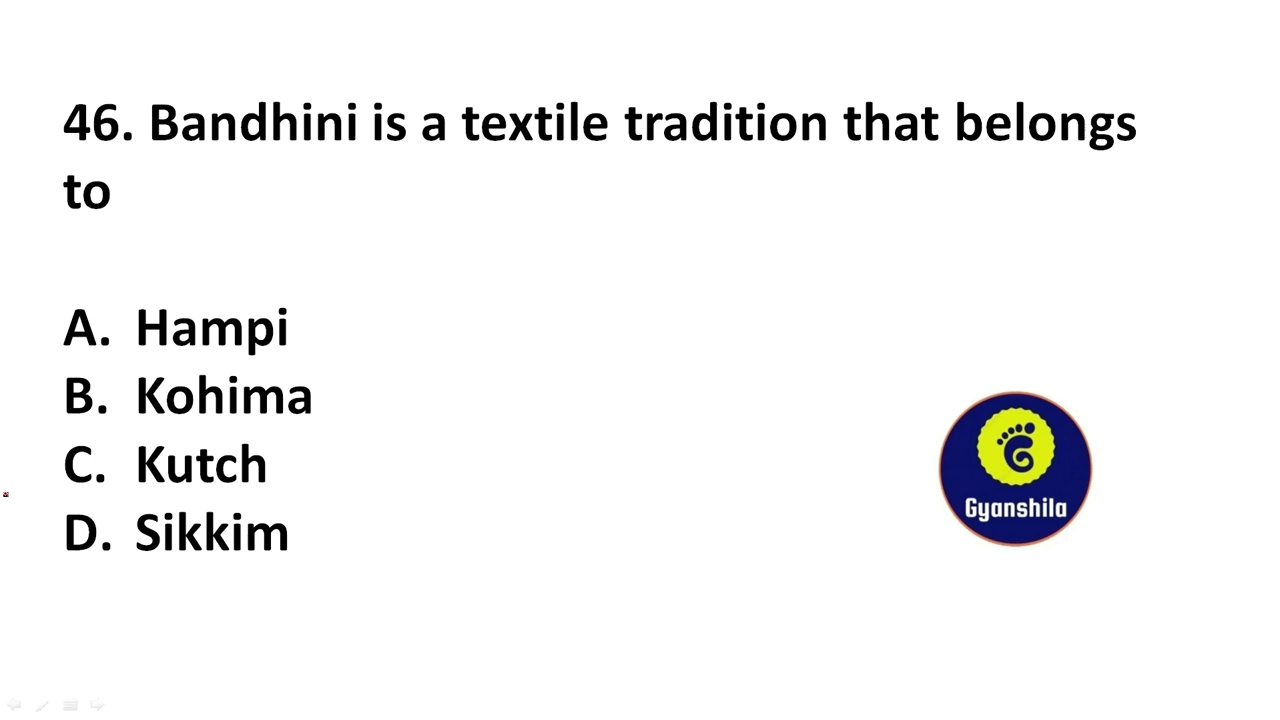 46. Bandhini is a textile tradition that belongs
to
A. Hampi
B. Kohima
C. Kutch
D. Sikkim
Gyanshila